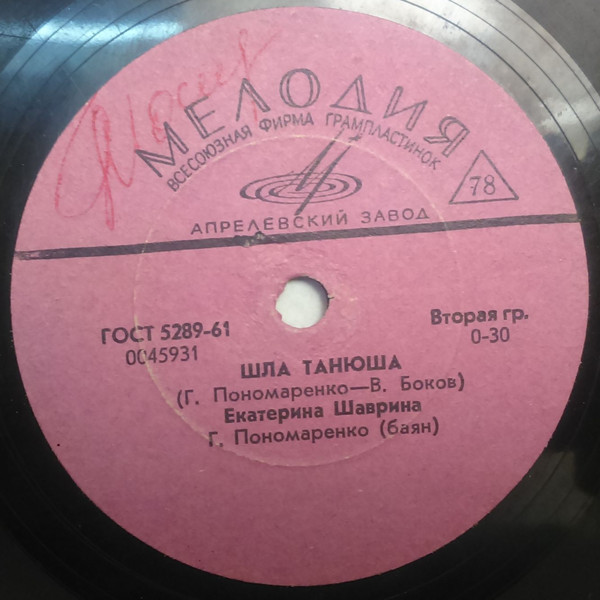 МЕЛОДИЯ
ВСЕСОЮЗНАЯ ФИРМА ГРАМПЛАСТИНОК
78
АПРЕЛЕВСКИЙ ЗАВОД
ГОСТ 5289-61
0045931
Вторая гр.
0-30
ШЛА ТАНЮША
(Г. Пономаренко—В. Боков)
Екатерина Шаврина
Г. Пономаренко (баян)